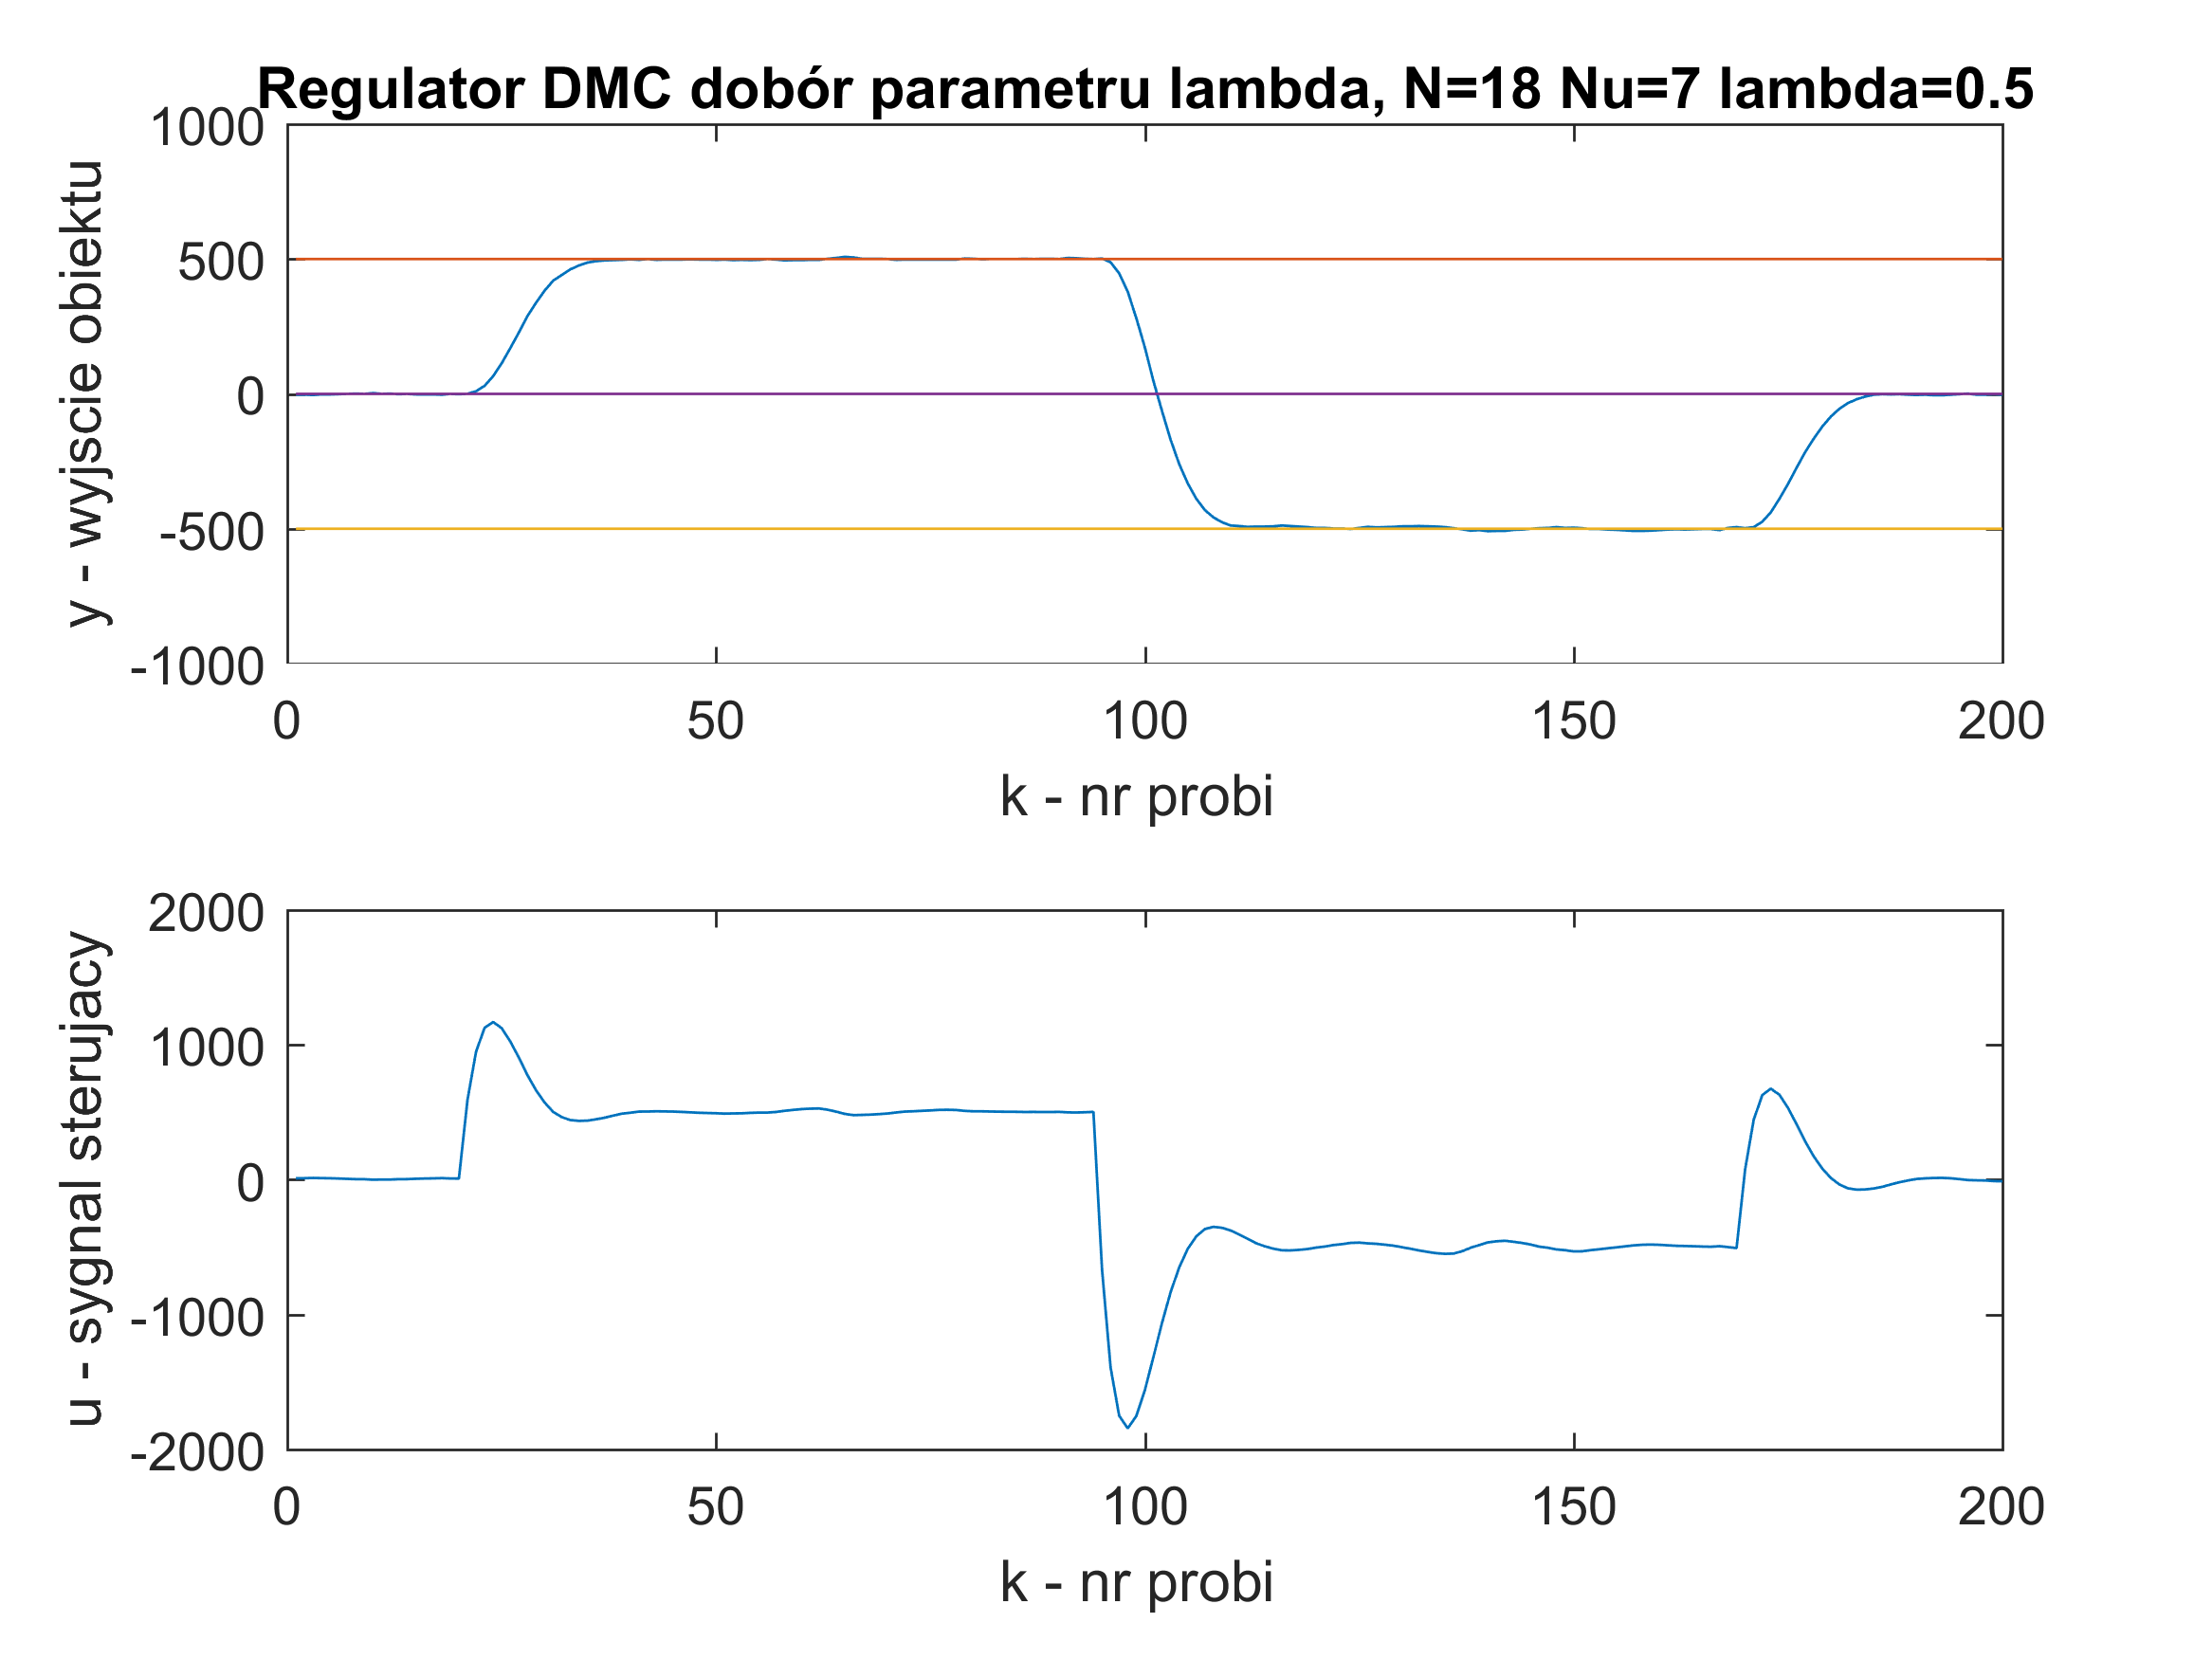 Regulator DMC dobór parametru lambda, N=18 Nu=7 lambda=0.5
y - wyjscie obiektu
1000
500
0
-500
-1000
0 50 100 150 200
k - nr probi
u - sygnal sterujacy
2000
1000
0
-1000
-2000
0 50 100 150 200
k - nr probi